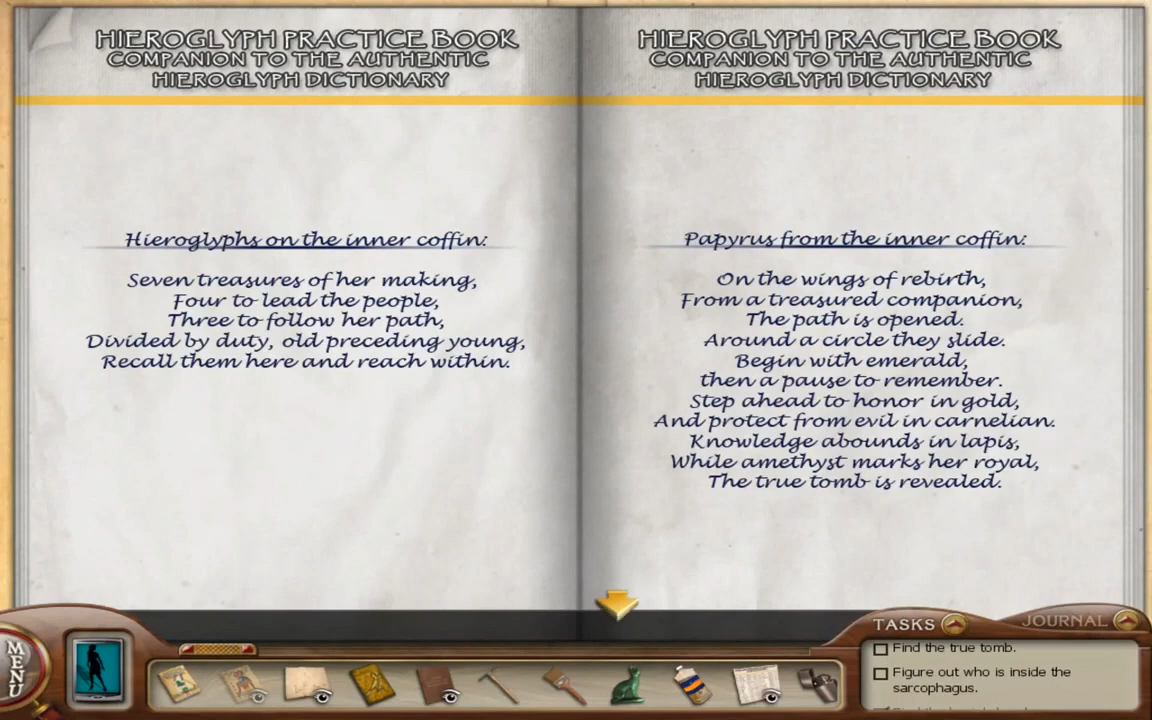 HIEROGLYPH PRACTICE BOOK
COMPANION TO THE AUTHENTIC
HIEROGLYPH DICTIONARY
Hieroglyphs on the inner coffin:
Seven treasures of her making,
Four to lead the people,
Three to follow her path,
Divided by duty, old preceding young,
Recall them here and reach within.
HIEROGLYPH PRACTICE BOOK
COMPANION TO THE AUTHENTIC
HIEROGLYPH DICTIONARY
Papyrus from the inner coffin:
On the wings of rebirth,
From a treasured companion,
The path is opened.
Around a circle they slide.
Begin with emerald,
then a pause to remember.
Step ahead to honor in gold,
And protect from evil in carnelian.
Knowledge abounds in lapis,
While amethyst marks her royal,
The true tomb is revealed.
MENU
TASKS
JOURNAL
Find the true tomb.
Figure out who is inside the
sarcophagus.